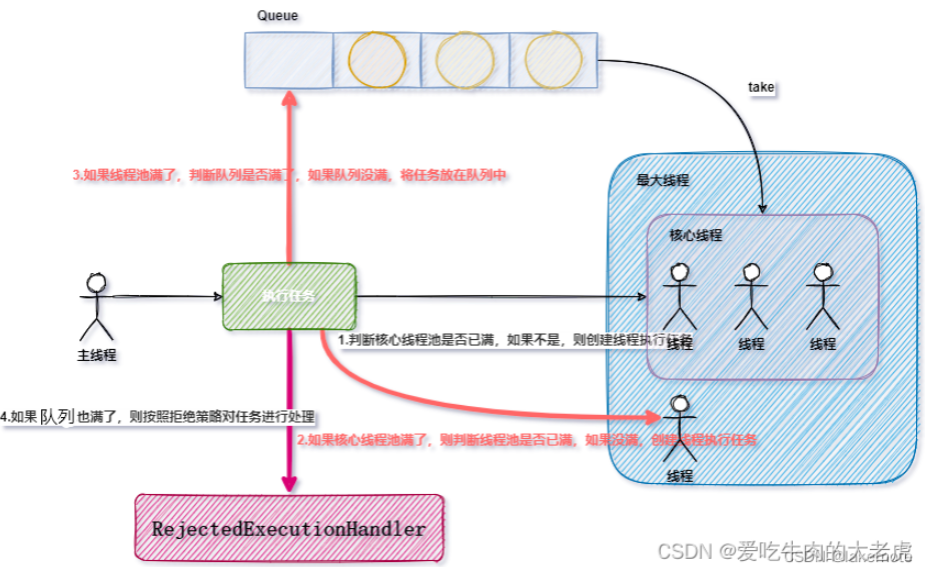 Queue
take
3.如果线程池满了，判断队列是否满了，如果队列没满，将任务放在队列中
最大线程
核心线程
执行任务
线程
线程
线程
1.判断核心线程池是否已满，如果不是，则创建线程执行任务
主线程
4.如果队列也满了，则按照拒绝策略对任务进行处理
2.如果核心线程池满了，则判断线程池是否已满，如果没满，创建线程执行任务
线程
RejectedExecutionHandler
CSDN @爱吃牛肉的大老虎
CSDN @lakemotu